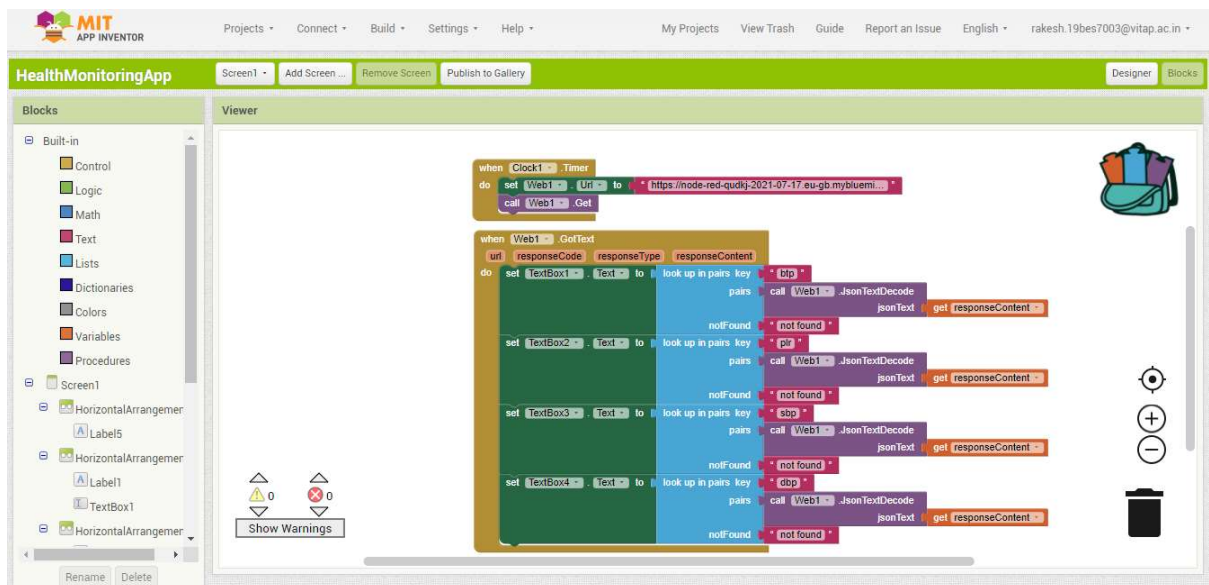 MIT
APP INVENTOR
Projects Connect Build Settings Help My Projects View Trash Guide Report an Issue English rakesh.19bes7003@vitap.ac.in
HealthMonitoringApp Screen1 Add Screen ... Remove Screen Publish to Gallery Designer Blocks
Blocks Viewer
Built-in
Control
Logic
Math
Text
Lists
Dictionaries
Colors
Variables
Procedures
Screen1
HorizontalArrangemer
Label5
HorizontalArrangemer
Label1
TextBox1
HorizontalArrangemer
Rename Delete
when Clock1 .Timer
do set Web1 . Url to " https://node-red-qudkj-2021-07-17.eu-gb.mybluemi... "
call Web1 .Get
when Web1 .GotText
url responseCode responseType responseContent
do set TextBox1 . Text to look up in pairs key " btp "
pairs call Web1 .JsonTextDecode
jsonText get responseContent
notFound " not found "
set TextBox2 . Text to look up in pairs key " plr "
pairs call Web1 .JsonTextDecode
jsonText get responseContent
notFound " not found "
set TextBox3 . Text to look up in pairs key " sbp "
pairs call Web1 .JsonTextDecode
jsonText get responseContent
notFound " not found "
set TextBox4 . Text to look up in pairs key " dbp "
pairs call Web1 .JsonTextDecode
jsonText get responseContent
notFound " not found "
0 0
Show Warnings